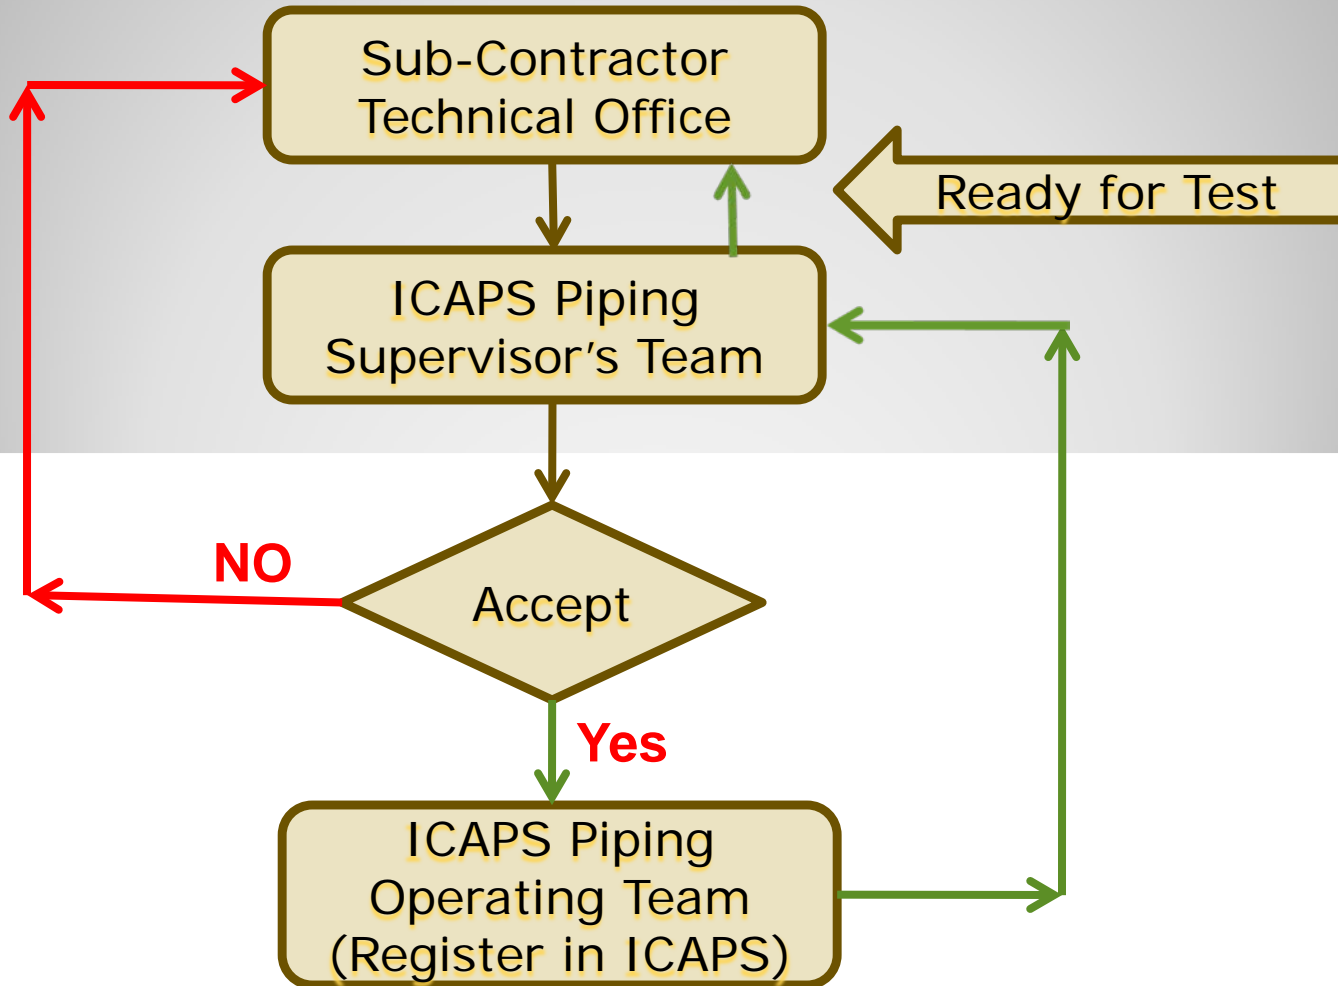 Sub-Contractor
Technical Office
Ready for Test
ICAPS Piping
Supervisor’s Team
NO
Accept
Yes
ICAPS Piping
Operating Team
(Register in ICAPS)